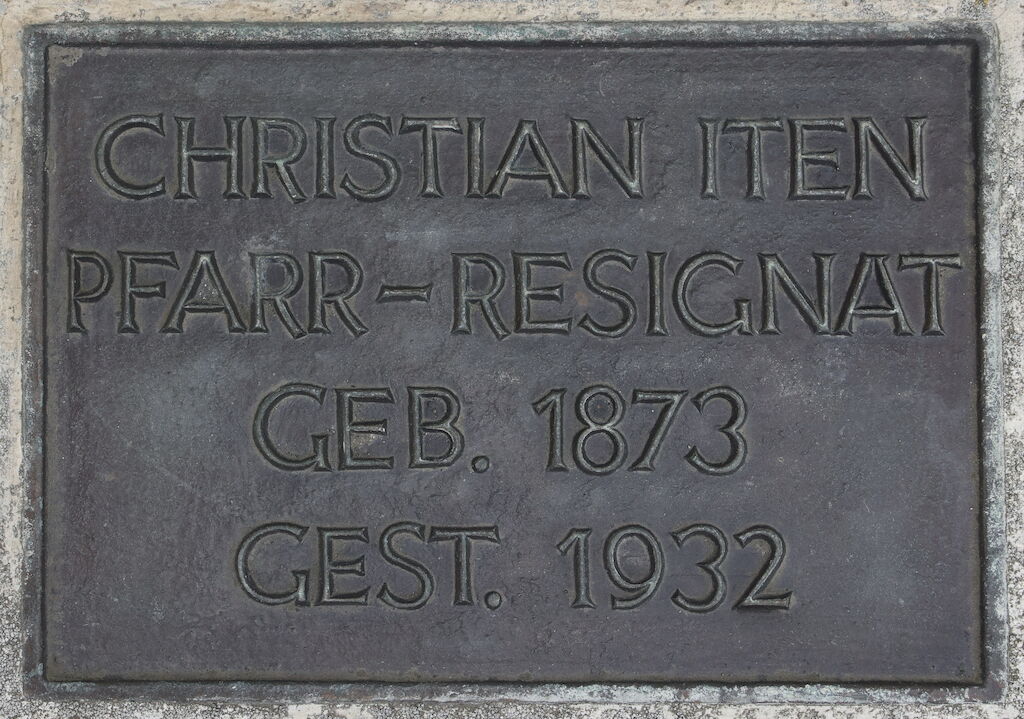 CHRISTIAN ITEN
PFARR-RESIGNAT
GEB. 1873
GEST. 1932